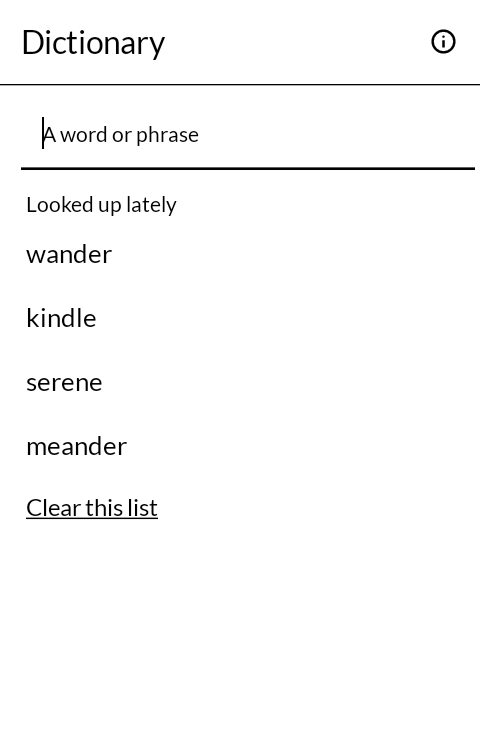 Dictionary
A word or phrase
Looked up lately
wander
kindle
serene
meander
Clear this list